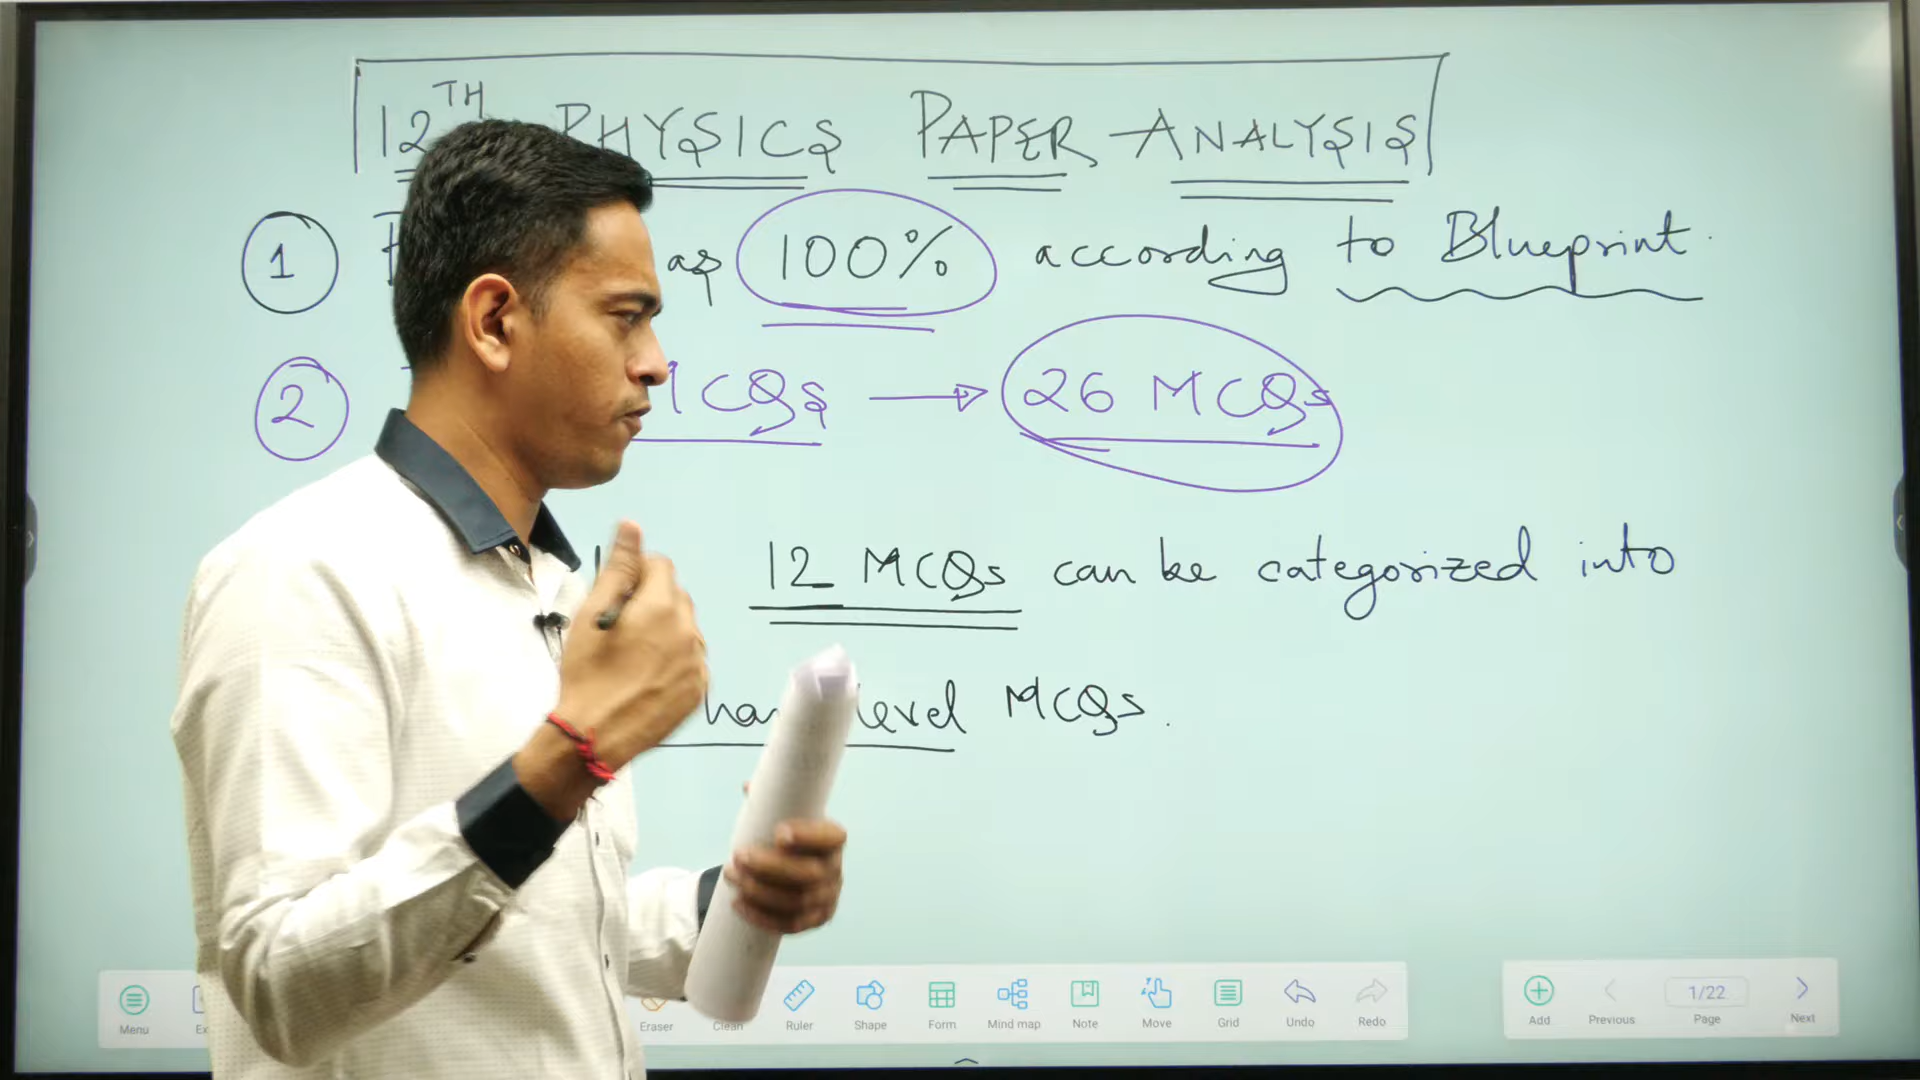 12TH PHYSICS PAPER ANALYSIS
1 as 100% according to Blueprint.
2 MCQs → 26 MCQs
12 MCQs can be categorized into
level MCQs.
Menu Eraser Clean Ruler Shape Form Mind map Note Move Grid Undo Redo Add Previous 1/22 Page Next